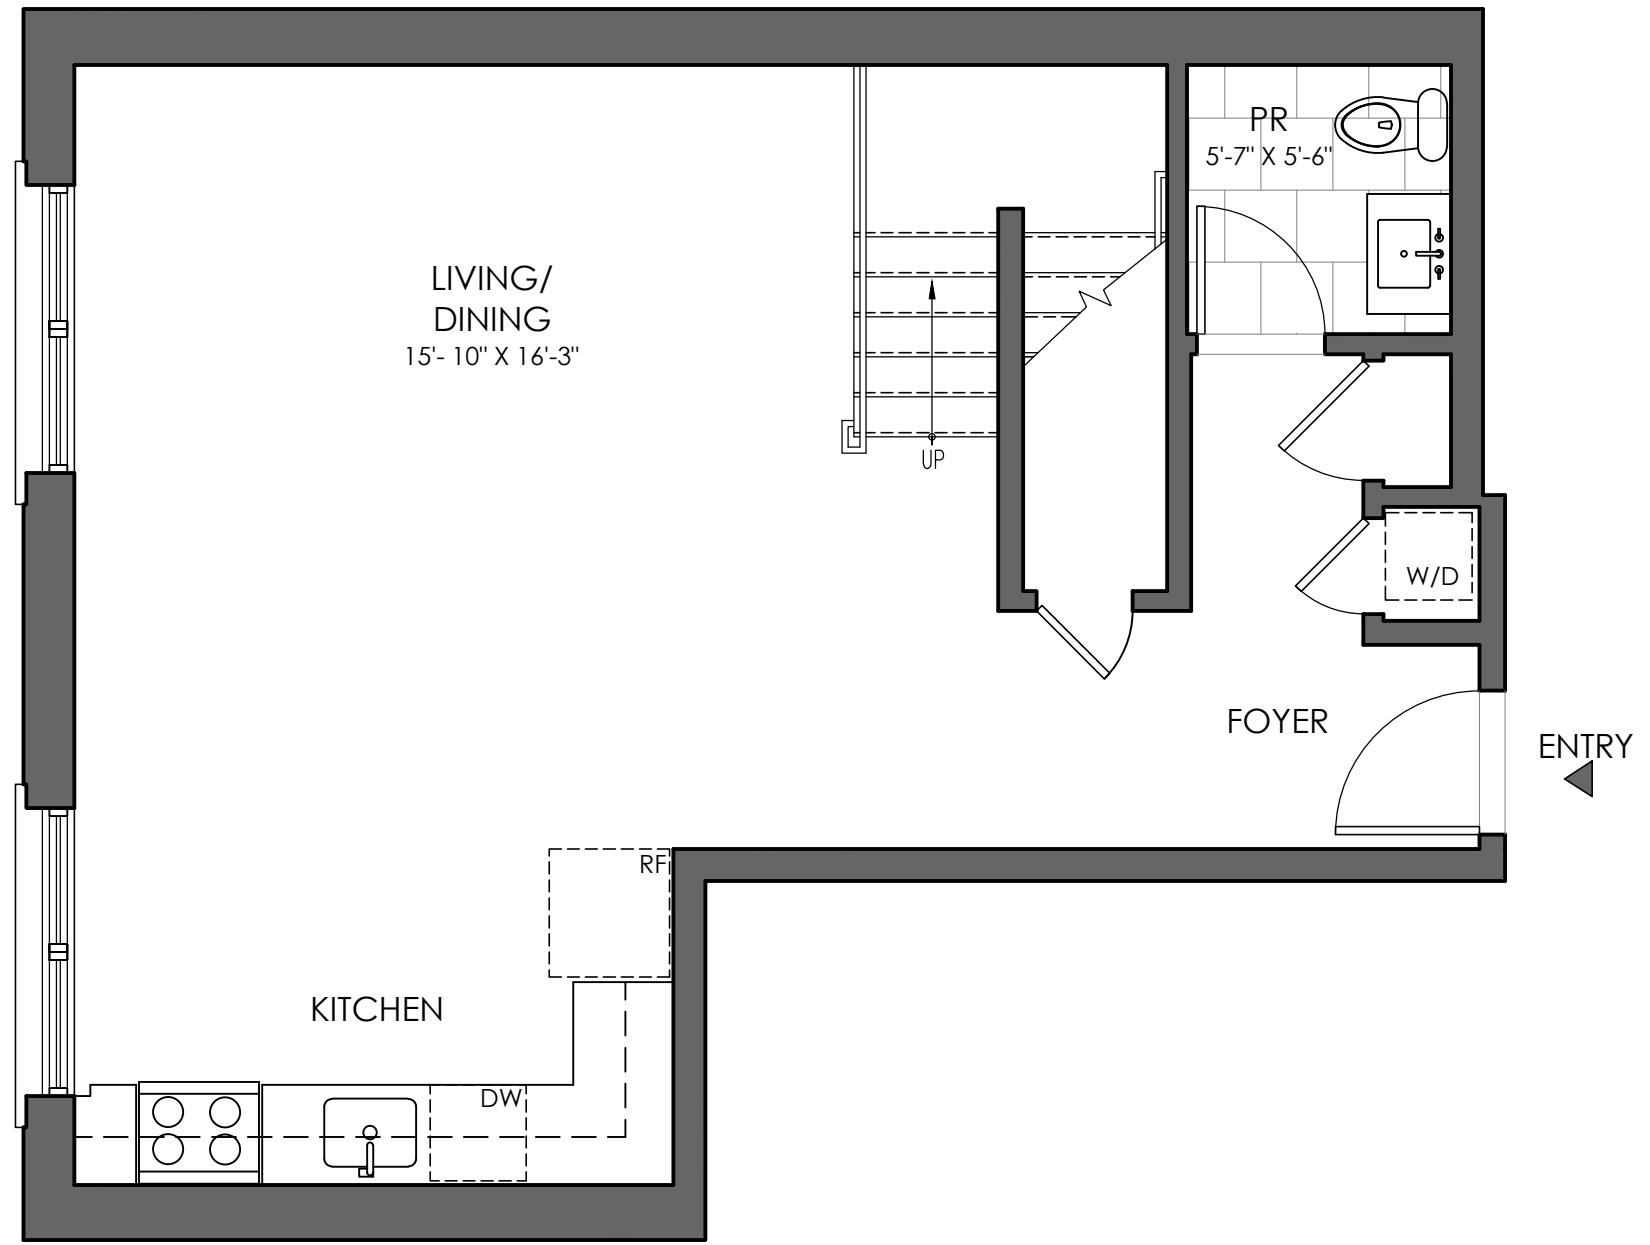 PR
5'-7" X 5'-6"
LIVING/
DINING
15'- 10" X 16'-3"
UP
W/D
FOYER
ENTRY
RF
KITCHEN
DW